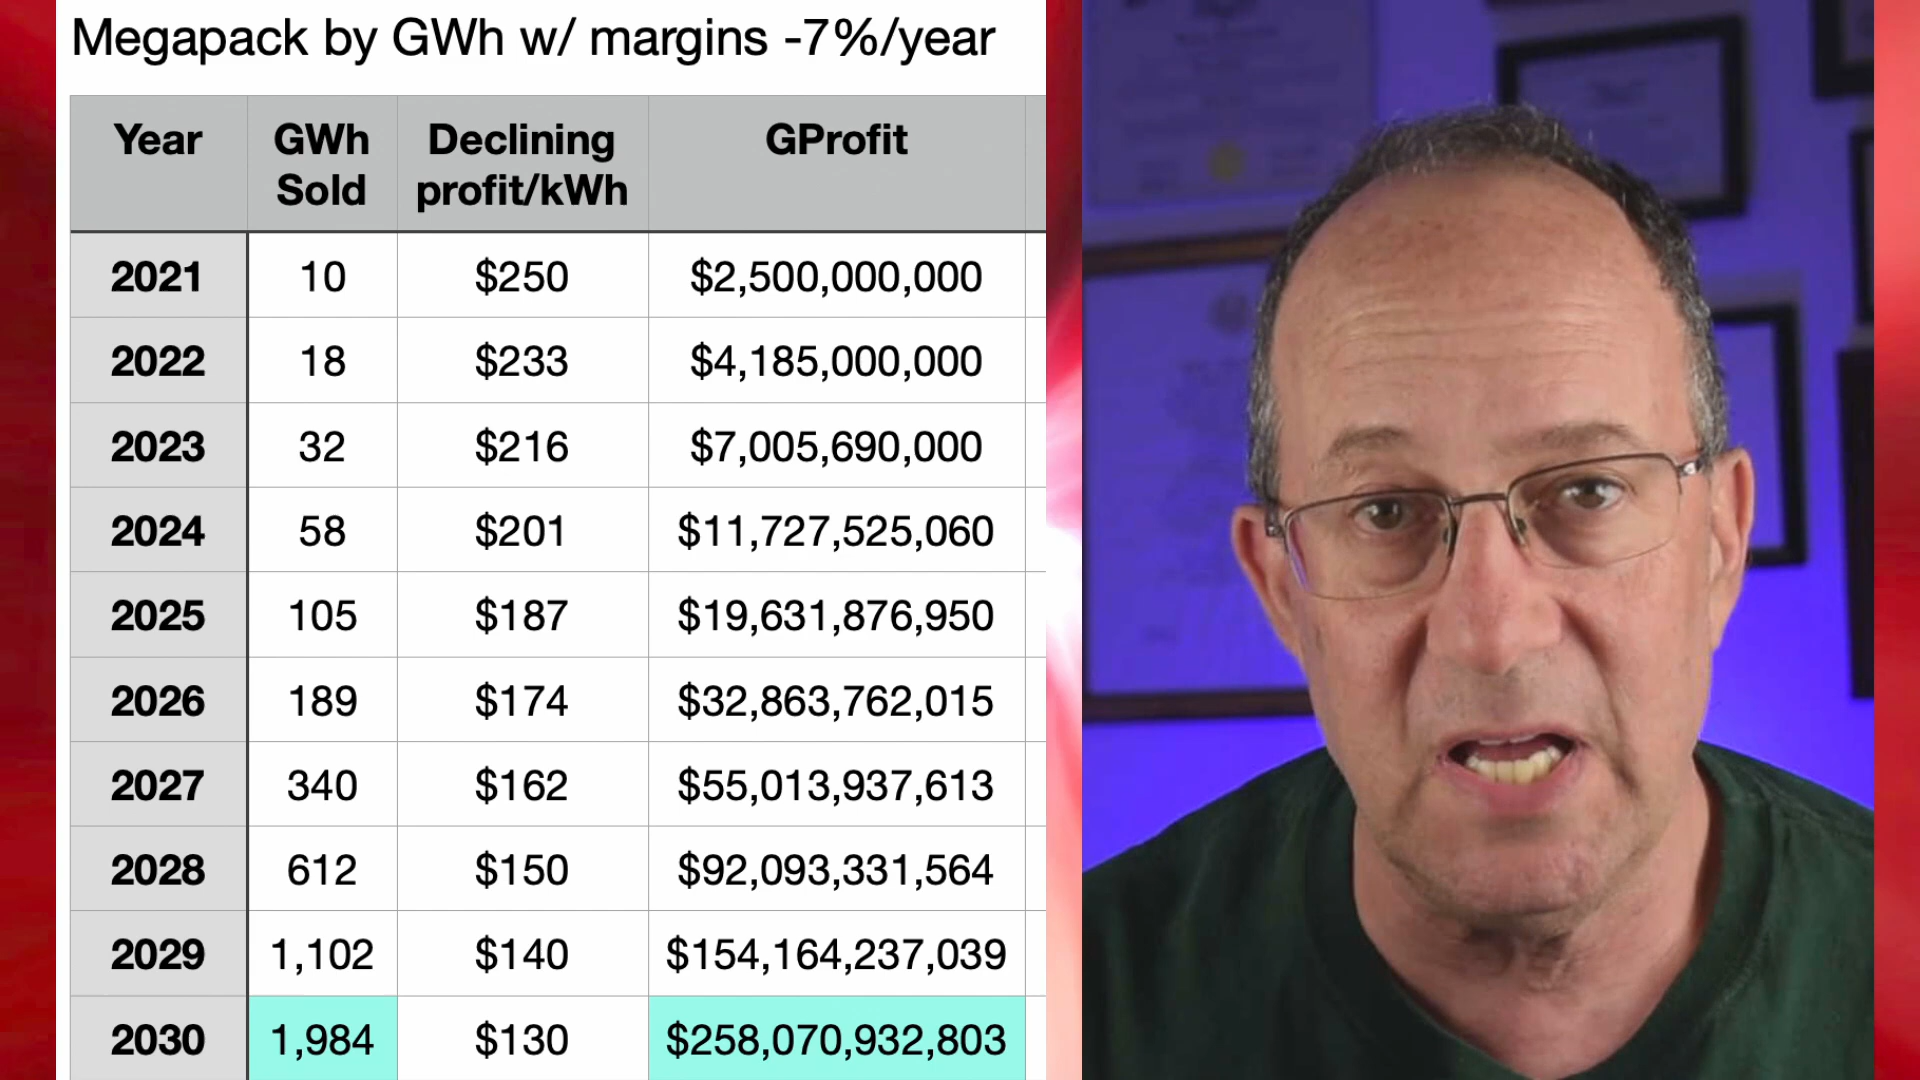 Megapack by GWh w/ margins -7%/year
Year GWh Sold Declining profit/kWh GProfit
2021 10 $250 $2,500,000,000
2022 18 $233 $4,185,000,000
2023 32 $216 $7,005,690,000
2024 58 $201 $11,727,525,060
2025 105 $187 $19,631,876,950
2026 189 $174 $32,863,762,015
2027 340 $162 $55,013,937,613
2028 612 $150 $92,093,331,564
2029 1,102 $140 $154,164,237,039
2030 1,984 $130 $258,070,932,803